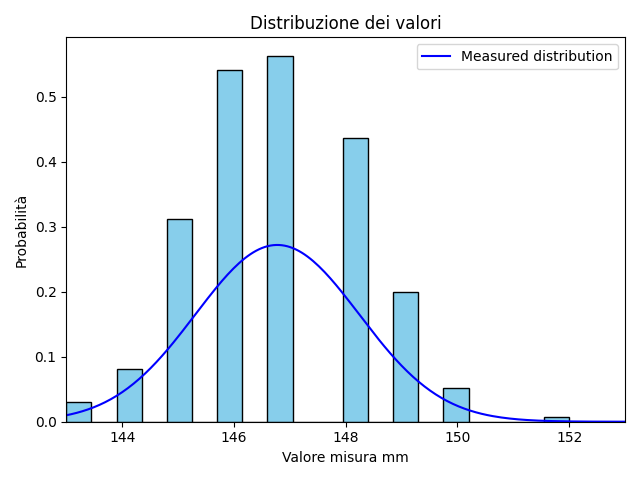 Distribuzione dei valori
Measured distribution
Probabilità
0.5
0.4
0.3
0.2
0.1
0.0
144 146 148 150 152
Valore misura mm